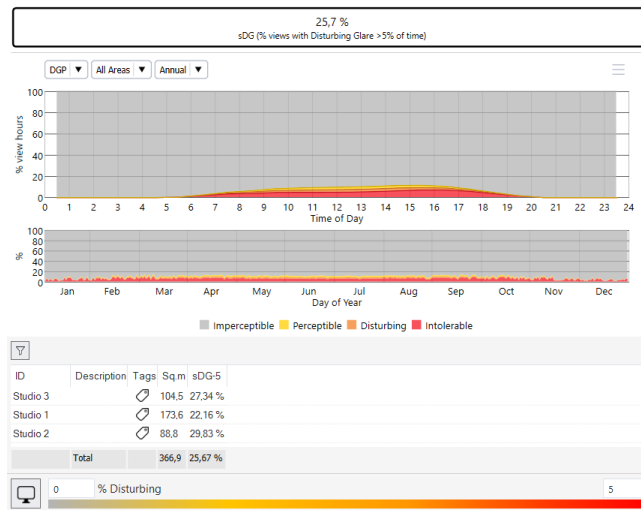 25,7 %
sDG (% views with Disturbing Glare >5% of time)
DGP ▼ All Areas ▼ Annual ▼
100
80
60
40
20
0
% view hours
0 1 2 3 4 5 6 7 8 9 10 11 12 13 14 15 16 17 18 19 20 21 22 23 24
Time of Day
100
80
60
40
20
0
%
Jan Feb Mar Apr May Jun Jul Aug Sep Oct Nov Dec
Day of Year
Imperceptible Perceptible Disturbing Intolerable
ID Description Tags Sq.m sDG-5
Studio 3 104,5 27,34 %
Studio 1 173,6 22,16 %
Studio 2 88,8 29,83 %
Total 366,9 25,67 %
0 % Disturbing 5